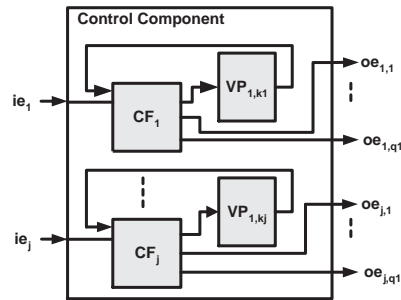 Control Component
VP1,k1
oe1,1
ie1
CF1
oe1,q1
VP1,kj
oej,1
iej
CFj
oej,q1